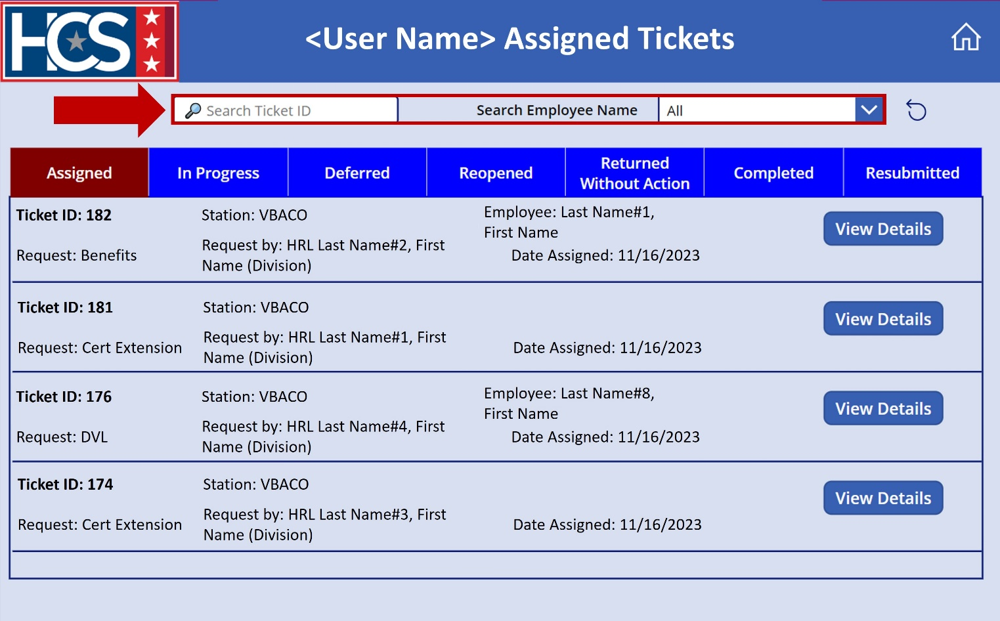 HCS
<User Name> Assigned Tickets
Search Ticket ID
Search Employee Name
All
Assigned
In Progress
Deferred
Reopened
Returned
Without Action
Completed
Resubmitted
Ticket ID: 182
Station: VBACO
Employee: Last Name#1,
First Name
View Details
Request: Benefits
Request by: HRL Last Name#2, First
Name (Division)
Date Assigned: 11/16/2023
Ticket ID: 181
Station: VBACO
View Details
Request: Cert Extension
Request by: HRL Last Name#1, First
Name (Division)
Date Assigned: 11/16/2023
Ticket ID: 176
Station: VBACO
Employee: Last Name#8,
First Name
View Details
Request: DVL
Request by: HRL Last Name#4, First
Name (Division)
Date Assigned: 11/16/2023
Ticket ID: 174
Station: VBACO
View Details
Request: Cert Extension
Request by: HRL Last Name#3, First
Name (Division)
Date Assigned: 11/16/2023